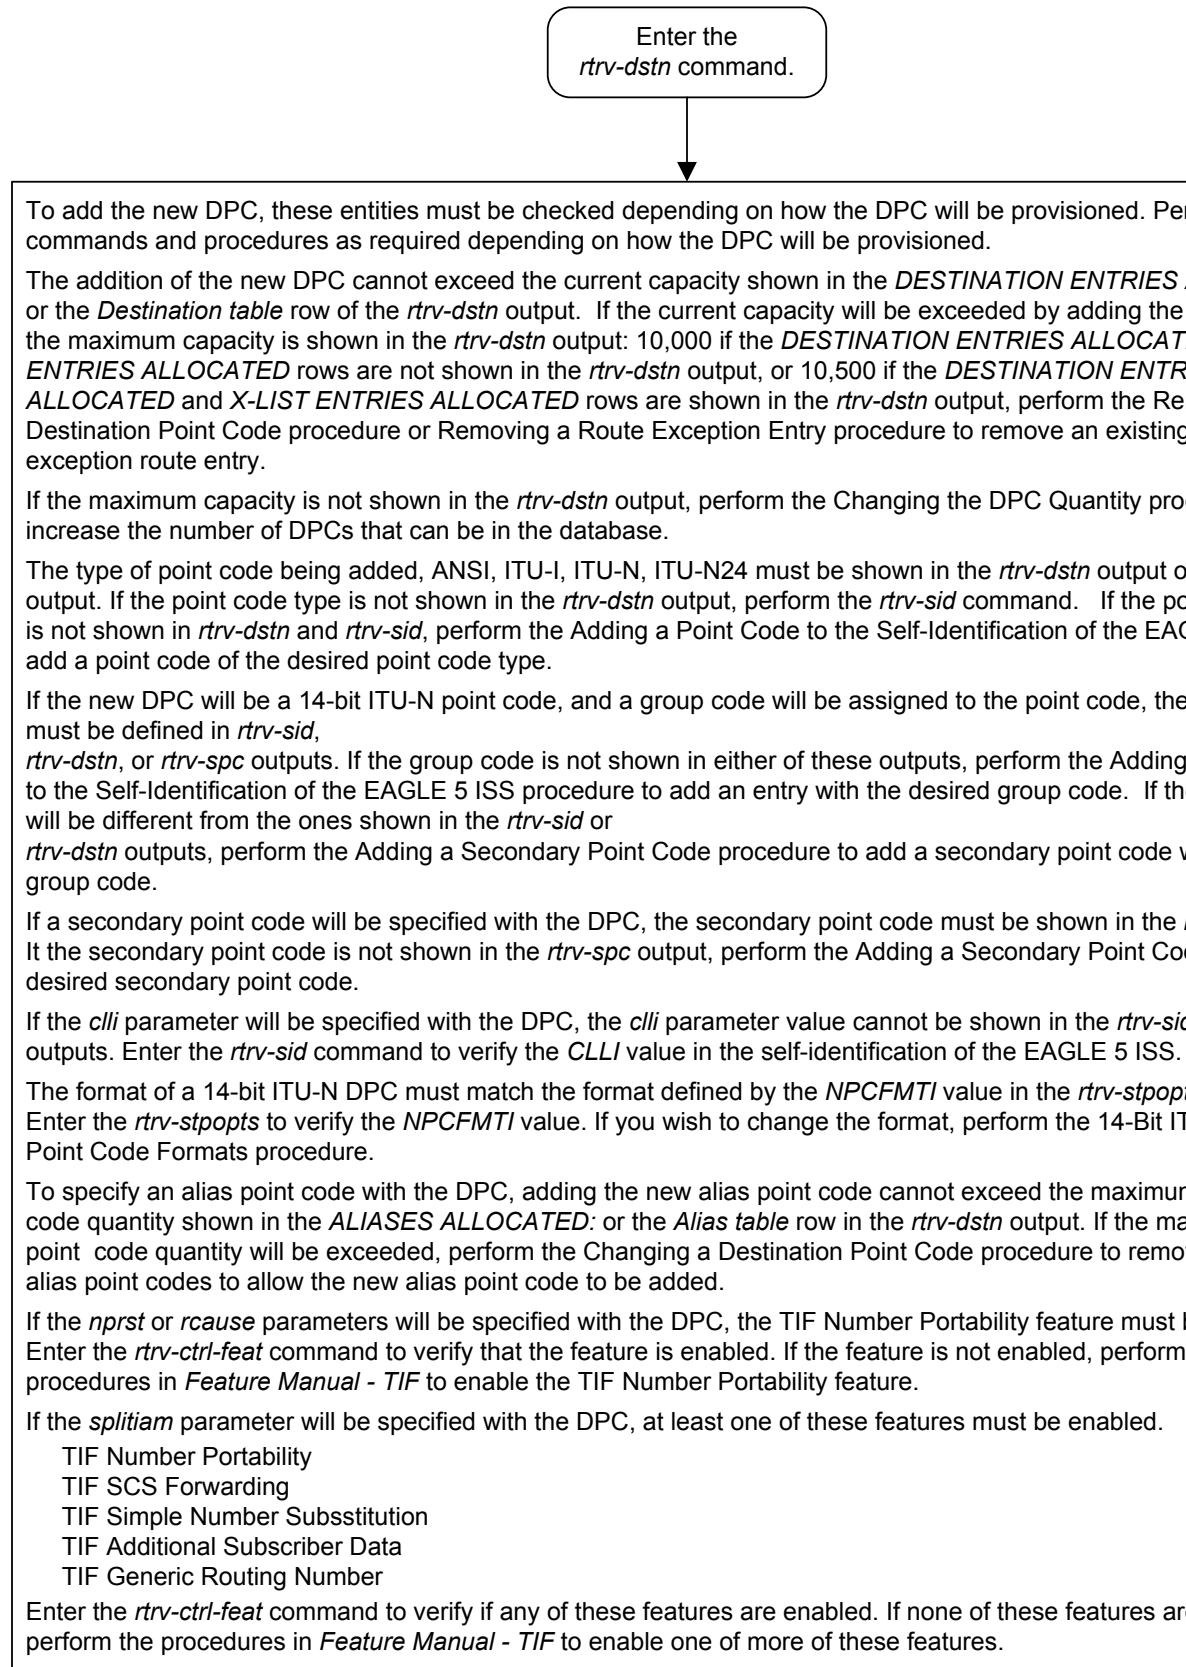 Enter the
rtrv-dstn command.
To add the new DPC, these entities must be checked depending on how the DPC will be provisioned.
commands and procedures as required depending on how the DPC will be provisioned.
The addition of the new DPC cannot exceed the current capacity shown in the DESTINATION ENTRIES
or the Destination table row of the rtrv-dstn output. If the current capacity will be exceeded by adding the
the maximum capacity is shown in the rtrv-dstn output: 10,000 if the DESTINATION ENTRIES
ENTRIES ALLOCATED rows are not shown in the rtrv-dstn output, or 10,500 if the DESTINATION
ALLOCATED and X-LIST ENTRIES ALLOCATED rows are shown in the rtrv-dstn output, perform the
Destination Point Code procedure or Removing a Route Exception Entry procedure to remove an existing
exception route entry.
If the maximum capacity is not shown in the rtrv-dstn output, perform the Changing the DPC Quantity
increase the number of DPCs that can be in the database.
The type of point code being added, ANSI, ITU-I, ITU-N, ITU-N24 must be shown in the rtrv-dstn output
output. If the point code type is not shown in the rtrv-dstn output, perform the rtrv-sid command. If the
is not shown in rtrv-dstn and rtrv-sid, perform the Adding a Point Code to the Self-Identification of the
add a point code of the desired point code type.
If the new DPC will be a 14-bit ITU-N point code, and a group code will be assigned to the point code, the
must be defined in rtrv-sid,
rtrv-dstn, or rtrv-spc outputs. If the group code is not shown in either of these outputs, perform the Adding
to the Self-Identification of the EAGLE 5 ISS procedure to add an entry with the desired group code. If
will be different from the ones shown in the rtrv-sid or
rtrv-dstn outputs, perform the Adding a Secondary Point Code procedure to add a secondary point code
group code.
If a secondary point code will be specified with the DPC, the secondary point code must be shown in the
It the secondary point code is not shown in the rtrv-spc output, perform the Adding a Secondary Point
desired secondary point code.
If the clli parameter will be specified with the DPC, the clli parameter value cannot be shown in the
outputs. Enter the rtrv-sid command to verify the CLLI value in the self-identification of the EAGLE 5 ISS.
The format of a 14-bit ITU-N DPC must match the format defined by the NPCFMTI value in the
Enter the rtrv-stpopts to verify the NPCFMTI value. If you wish to change the format, perform the 14-Bit
Point Code Formats procedure.
To specify an alias point code with the DPC, adding the new alias point code cannot exceed the
code quantity shown in the ALIASES ALLOCATED: or the Alias table row in the rtrv-dstn output. If the
point code quantity will be exceeded, perform the Changing a Destination Point Code procedure to
alias point codes to allow the new alias point code to be added.
If the nprst or rcause parameters will be specified with the DPC, the TIF Number Portability feature must
Enter the rtrv-ctrl-feat command to verify that the feature is enabled. If the feature is not enabled, perform
procedures in Feature Manual - TIF to enable the TIF Number Portability feature.
If the splitiam parameter will be specified with the DPC, at least one of these features must be enabled.
TIF Number Portability
TIF SCS Forwarding
TIF Simple Number Subsstitution
TIF Additional Subscriber Data
TIF Generic Routing Number
Enter the rtrv-ctrl-feat command to verify if any of these features are enabled. If none of these features
perform the procedures in Feature Manual - TIF to enable one of more of these features.